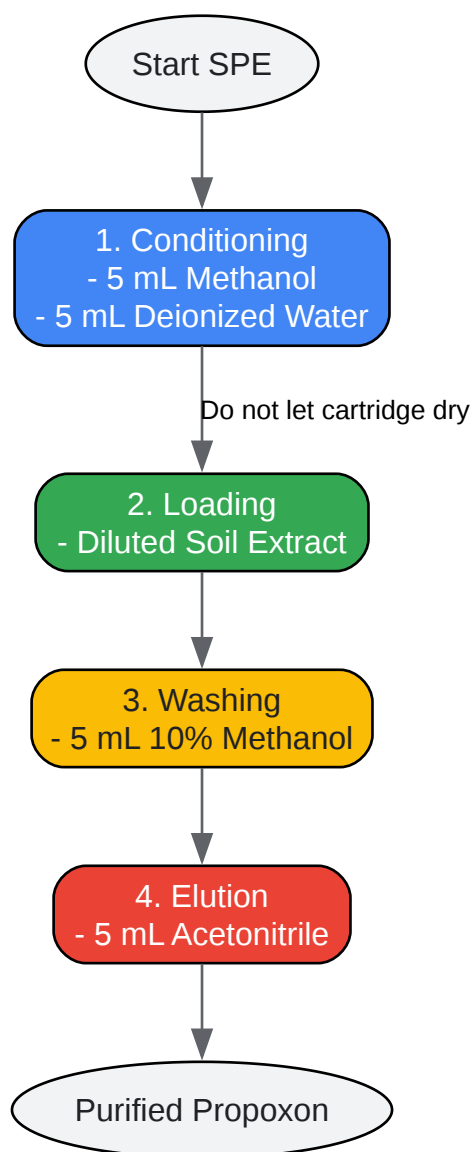 Start SPE
1. Conditioning
- 5 mL Methanol
- 5 mL Deionized Water
Do not let cartridge dry
2. Loading
- Diluted Soil Extract
3. Washing
- 5 mL 10% Methanol
4. Elution
- 5 mL Acetonitrile
Purified Propoxon